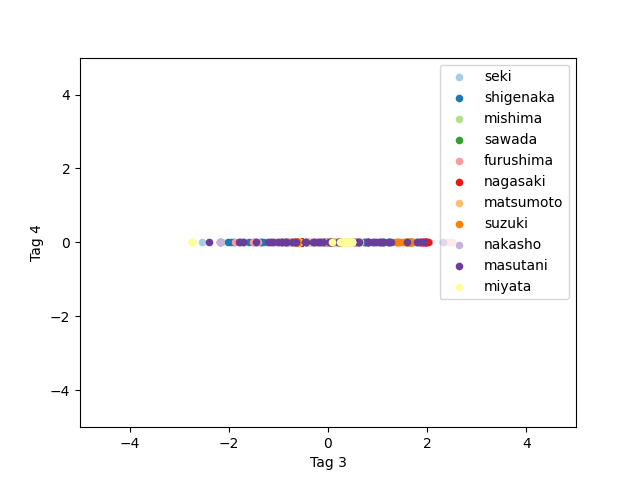 4
2
0
−2
−4
Tag 4
−4
−2
0
2
4
Tag 3
seki
shigenaka
mishima
sawada
furushima
nagasaki
matsumoto
suzuki
nakasho
masutani
miyata